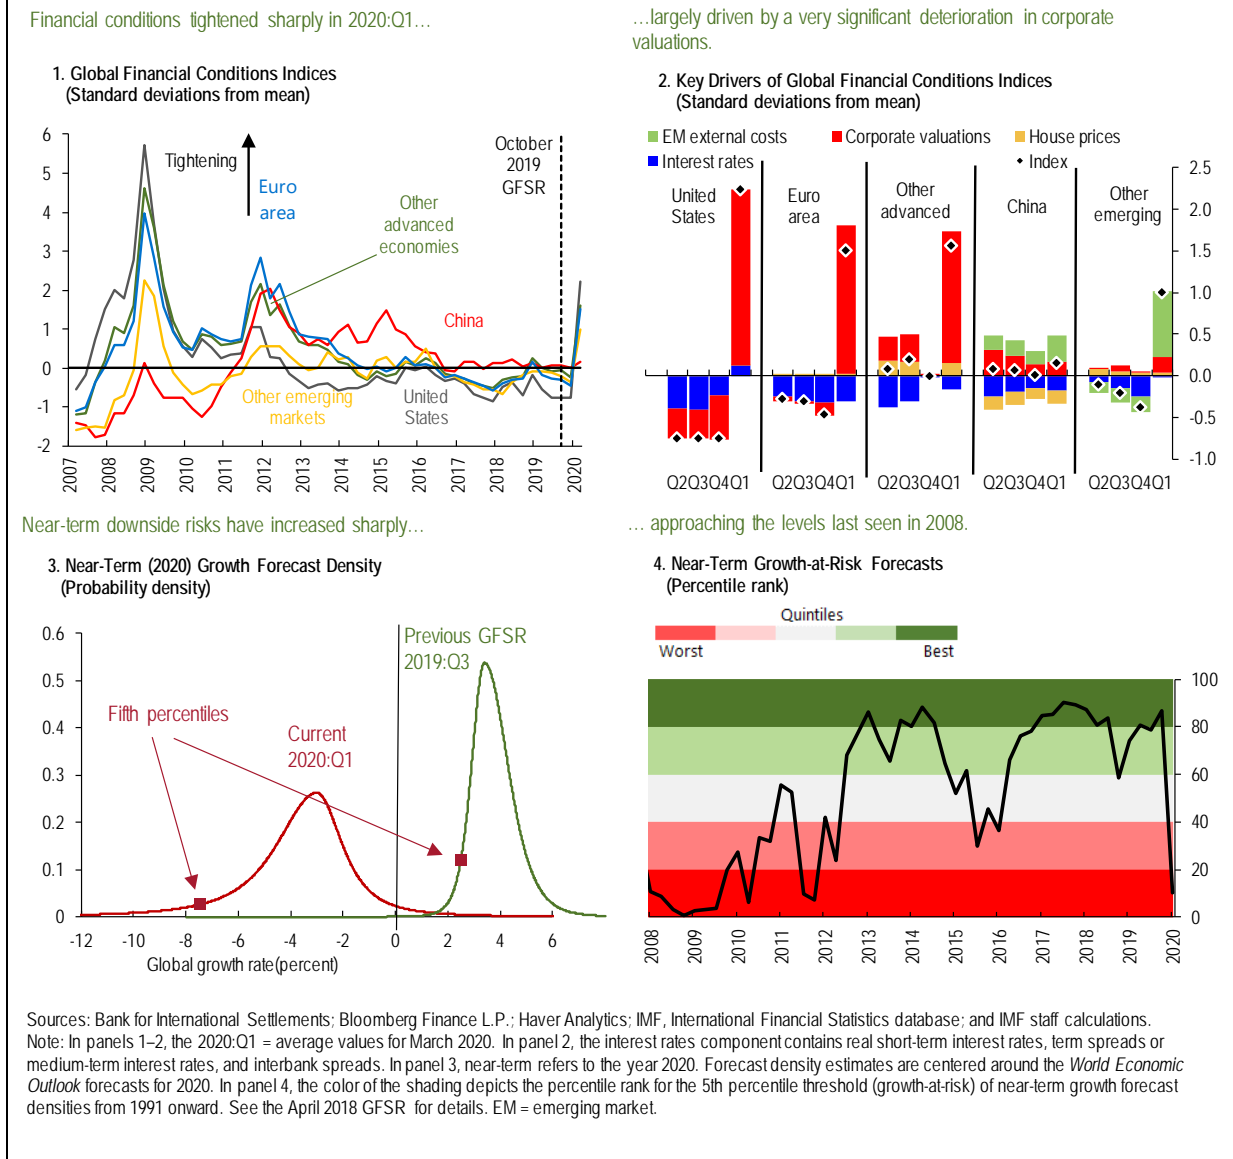 Financial conditions tightened sharply in 2020:Q1…
1. Global Financial Conditions Indices
(Standard deviations from mean)
6
5
4
3
2
1
0
-1
-2
Tightening
Euro
area
Other
advanced
economies
October
2019
GFSR
China
Other emerging
markets
United
States
2007
2008
2009
2010
2011
2012
2013
2014
2015
2016
2017
2018
2019
2020
…largely driven by a very significant deterioration in corporate
valuations.
2. Key Drivers of Global Financial Conditions Indices
(Standard deviations from mean)
EM external costs
Corporate valuations
House prices
Interest rates
Index
United
States
Euro
area
Other
advanced
China
Other
emerging
2.5
2.0
1.5
1.0
0.5
0.0
-0.5
-1.0
Q2Q3Q4Q1
Q2Q3Q4Q1
Q2Q3Q4Q1
Q2Q3Q4Q1
Q2Q3Q4Q1
Near-term downside risks have increased sharply…
3. Near-Term (2020) Growth Forecast Density
(Probability density)
0.6
0.5
0.4
0.3
0.2
0.1
0
Previous GFSR
2019:Q3
Fifth percentiles
Current
2020:Q1
-12
-10
-8
-6
-4
-2
0
2
4
6
Global growth rate(percent)
… approaching the levels last seen in 2008.
4. Near-Term Growth-at-Risk Forecasts
(Percentile rank)
Quintiles
Worst
Best
100
80
60
40
20
0
2008
2009
2010
2011
2012
2013
2014
2015
2016
2017
2018
2019
2020
Sources: Bank for International Settlements; Bloomberg Finance L.P.; Haver Analytics; IMF, International Financial Statistics database; and IMF staff calculations.
Note: In panels 1–2, the 2020:Q1 = average values for March 2020. In panel 2, the interest rates component contains real short-term interest rates, term spreads or
medium-term interest rates, and interbank spreads. In panel 3, near-term refers to the year 2020. Forecast density estimates are centered around the World Economic
Outlook forecasts for 2020. In panel 4, the color of the shading depicts the percentile rank for the 5th percentile threshold (growth-at-risk) of near-term growth forecast
densities from 1991 onward. See the April 2018 GFSR for details. EM = emerging market.